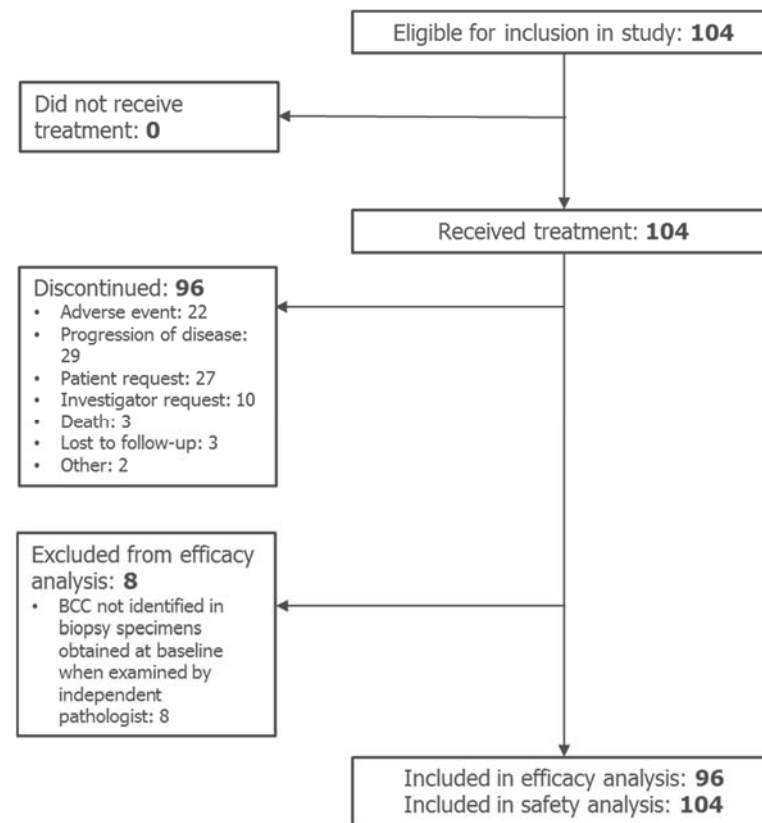 Eligible for inclusion in study: 104
Did not receive
treatment: 0
Received treatment: 104
Discontinued: 96
• Adverse event: 22
• Progression of disease:
29
• Patient request: 27
• Investigator request: 10
• Death: 3
• Lost to follow-up: 3
• Other: 2
Excluded from efficacy
analysis: 8
• BCC not identified in
biopsy specimens
obtained at baseline
when examined by
independent
pathologist: 8
Included in efficacy analysis: 96
Included in safety analysis: 104